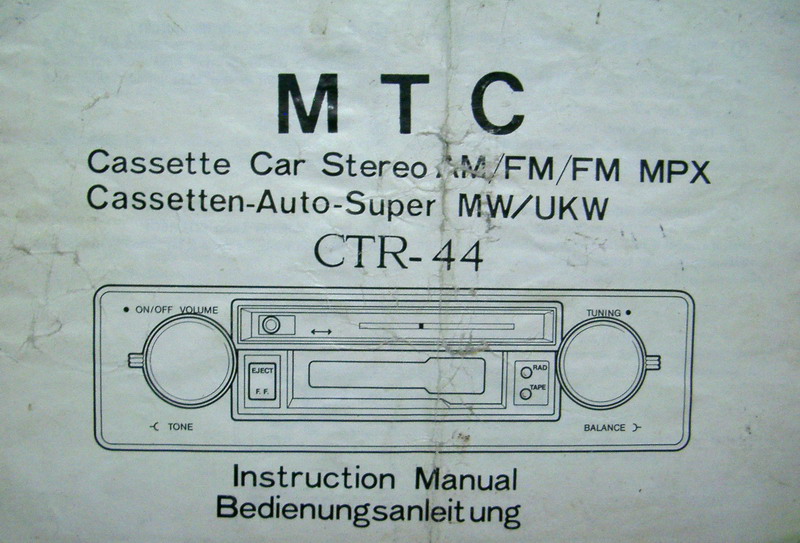 MTC
Cassette Car Stereo AM/FM/FM MPX
Cassetten-Auto-Super MW/UKW
CTR-44
ON/OFF VOLUME
TUNING
EJECT
F.F.
RAD
TAPE
TONE
BALANCE
Instruction Manual
Bedienungsanleitung